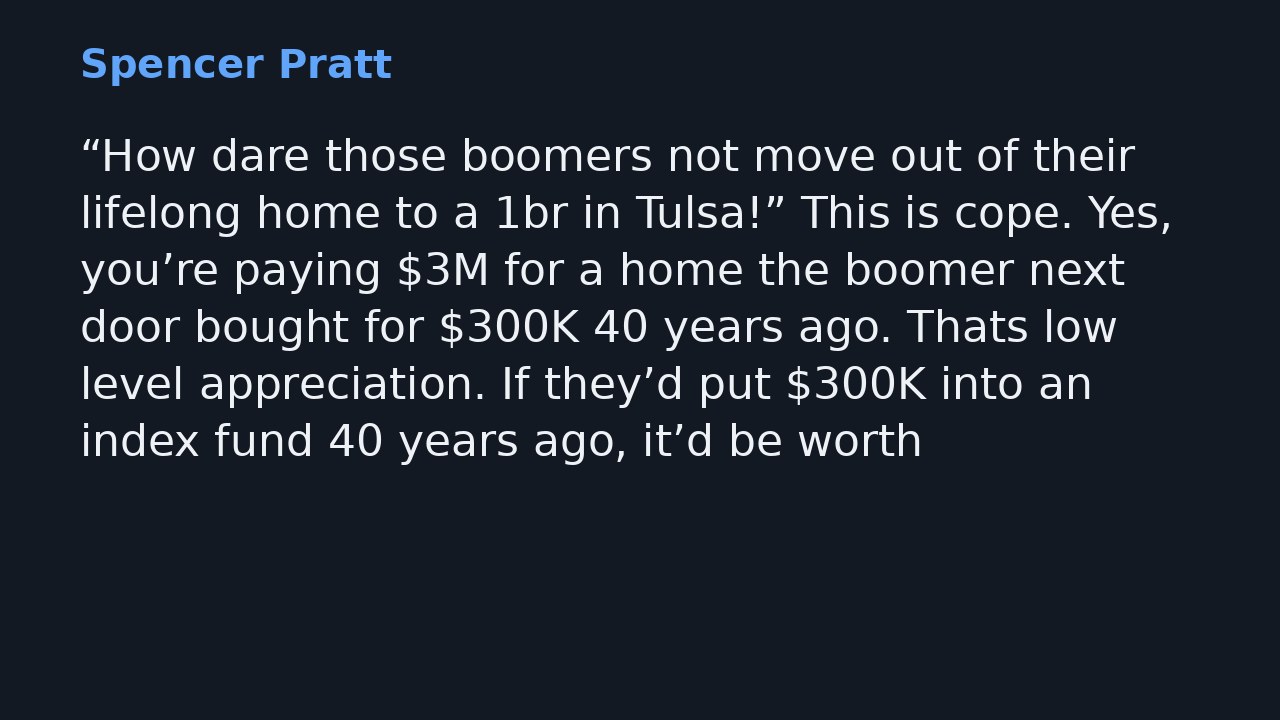 Spencer Pratt
“How dare those boomers not move out of their
lifelong home to a 1br in Tulsa!” This is cope. Yes,
you’re paying $3M for a home the boomer next
door bought for $300K 40 years ago. Thats low
level appreciation. If they’d put $300K into an
index fund 40 years ago, it’d be worth